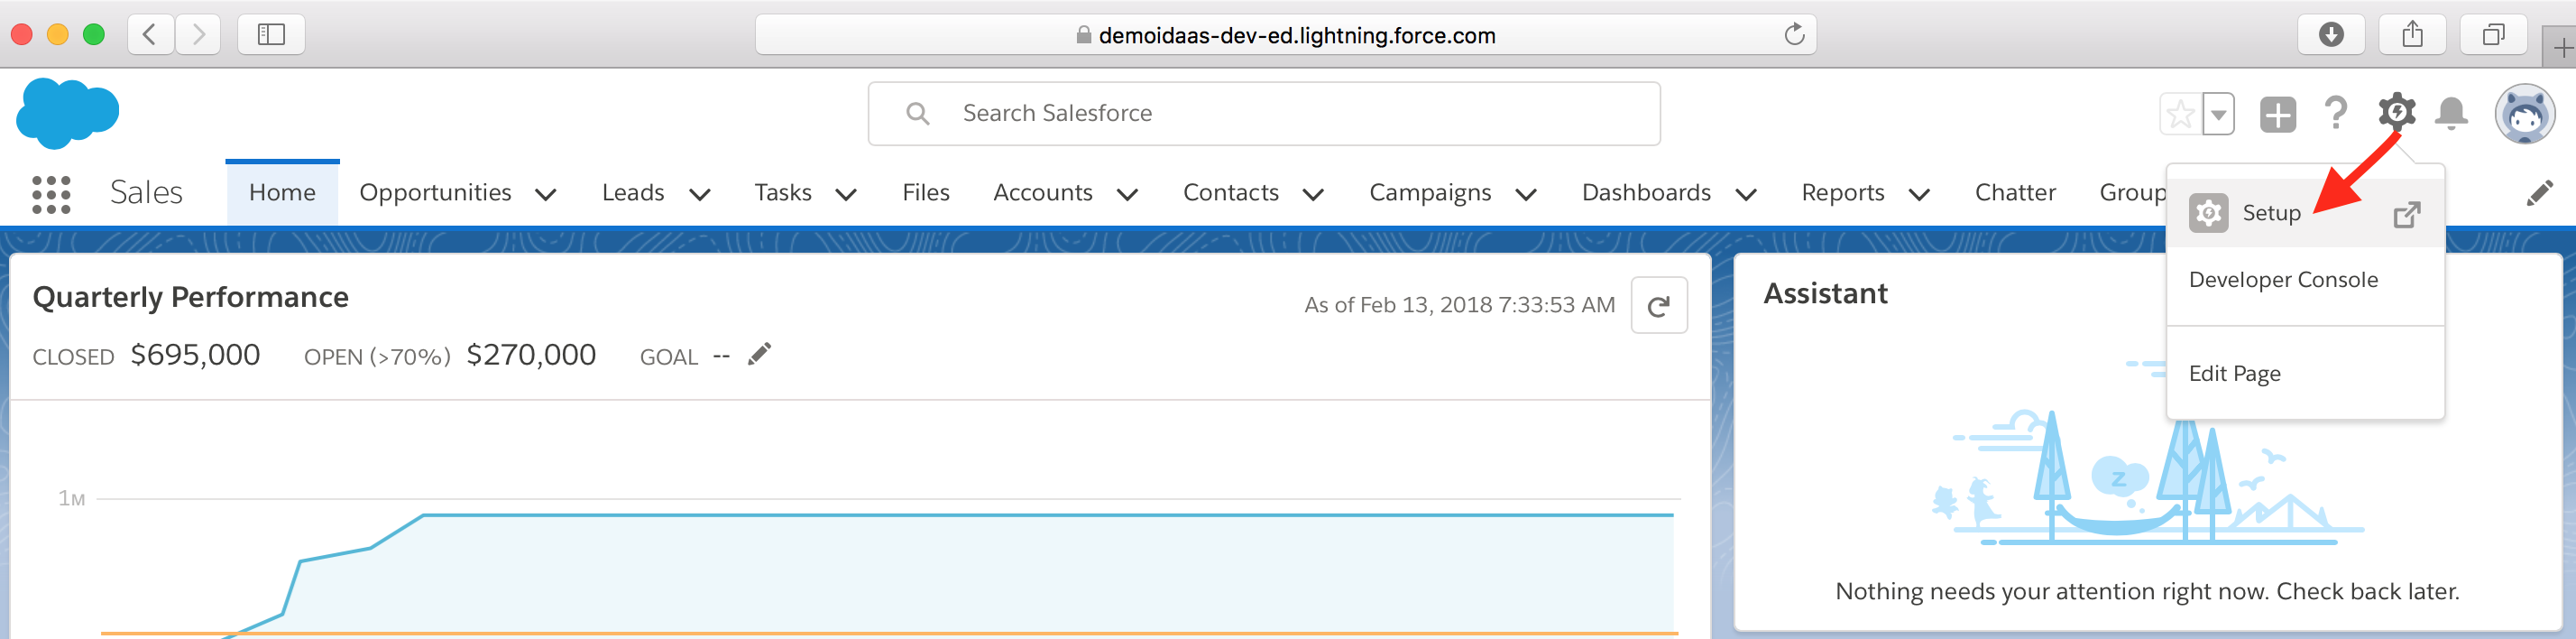 demoidaas-dev-ed.lightning.force.com
Search Salesforce
Sales Home Opportunities Leads Tasks Files Accounts Contacts Campaigns Dashboards Reports Chatter Group
Setup
Developer Console
Edit Page
Quarterly Performance
As of Feb 13, 2018 7:33:53 AM
CLOSED $695,000 OPEN (>70%) $270,000 GOAL --
1M
Assistant
z
Nothing needs your attention right now. Check back later.